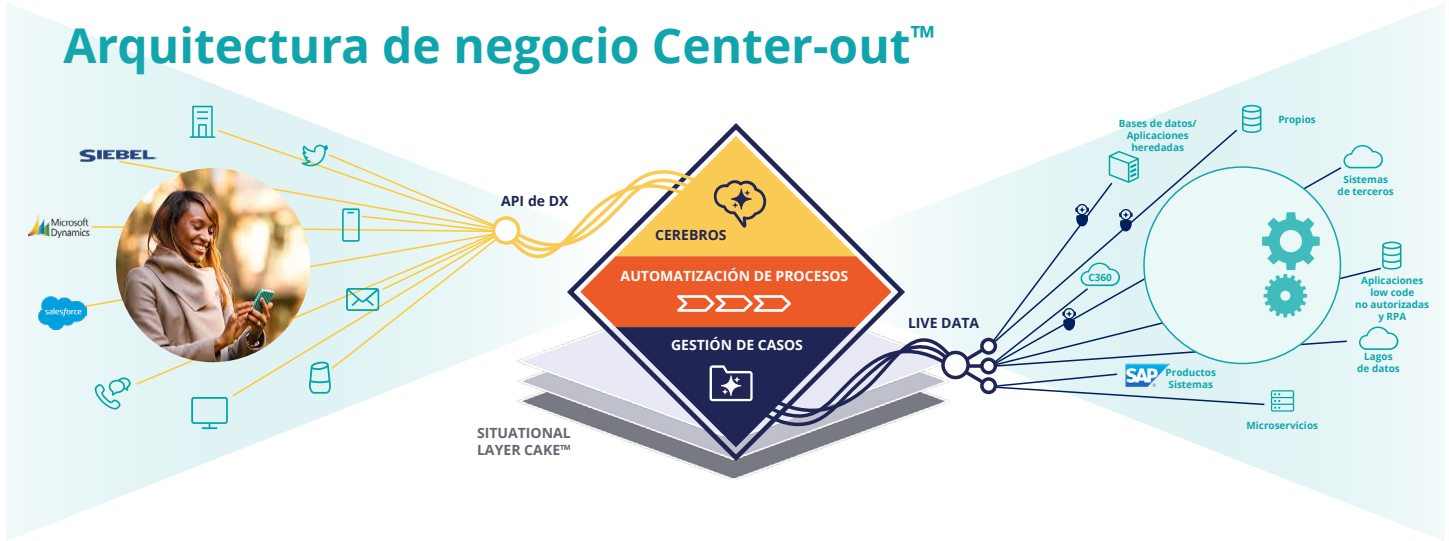 Arquitectura de negocio Center-out™
SIEBEL
Microsoft
Dynamics
salesforce
API de DX
CEREBROS
AUTOMATIZACIÓN DE PROCESOS
GESTIÓN DE CASOS
SITUATIONAL
LAYER CAKE™
LIVE DATA
Bases de datos/
Aplicaciones
heredadas
Propios
Sistemas
de terceros
C360
Aplicaciones
low code
no autorizadas
y RPA
Lagos
de datos
SAP
Productos
Sistemas
Microservicios